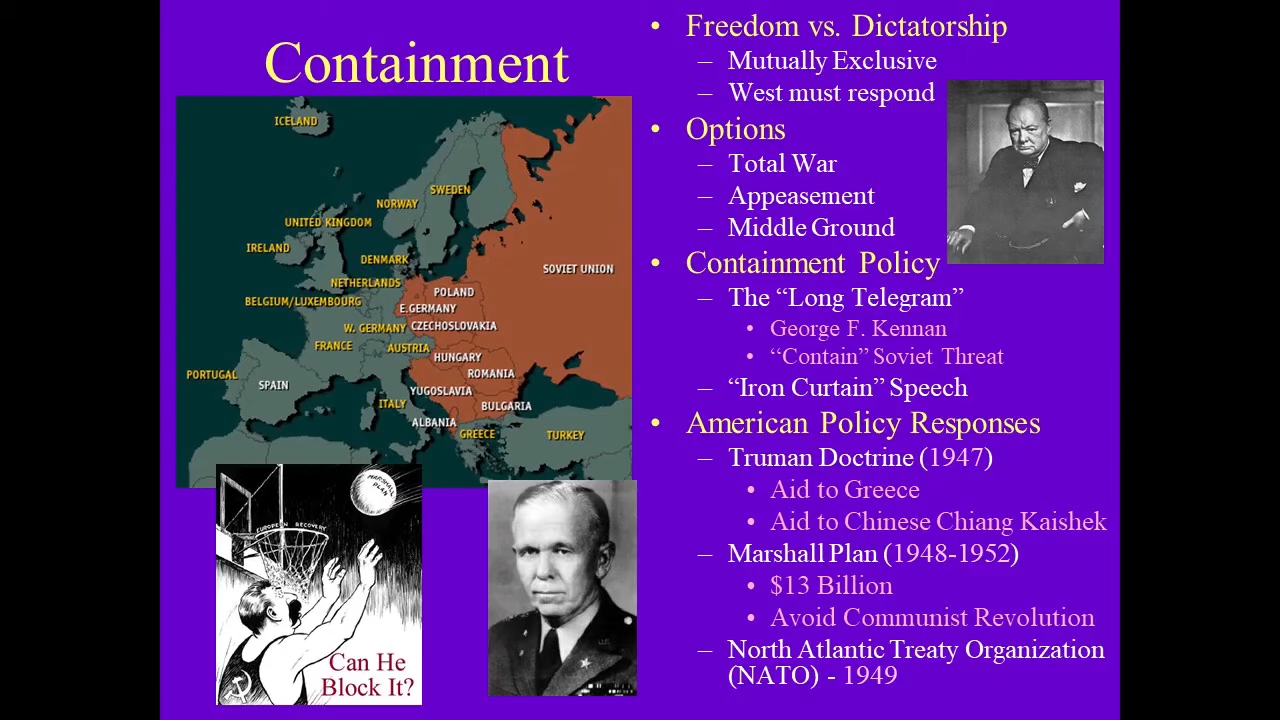 Containment
ICELAND
SWEDEN
NORWAY
UNITED KINGDOM
IRELAND
DENMARK
SOVIET UNION
NETHERLANDS
POLAND
BELGIUM/LUXEMBOURG
E.GERMANY
W. GERMANY
CZECHOSLOVAKIA
FRANCE
AUSTRIA
HUNGARY
ROMANIA
PORTUGAL
SPAIN
YUGOSLAVIA
ITALY
BULGARIA
ALBANIA
GREECE
TURKEY
MARSHALL
PLAN
EUROPEAN RECOVERY
Can He
Block It?
• Freedom vs. Dictatorship
– Mutually Exclusive
– West must respond
• Options
– Total War
– Appeasement
– Middle Ground
• Containment Policy
– The “Long Telegram”
• George F. Kennan
• “Contain” Soviet Threat
– “Iron Curtain” Speech
• American Policy Responses
– Truman Doctrine (1947)
• Aid to Greece
• Aid to Chinese Chiang Kaishek
– Marshall Plan (1948-1952)
• $13 Billion
• Avoid Communist Revolution
– North Atlantic Treaty Organization
(NATO) - 1949